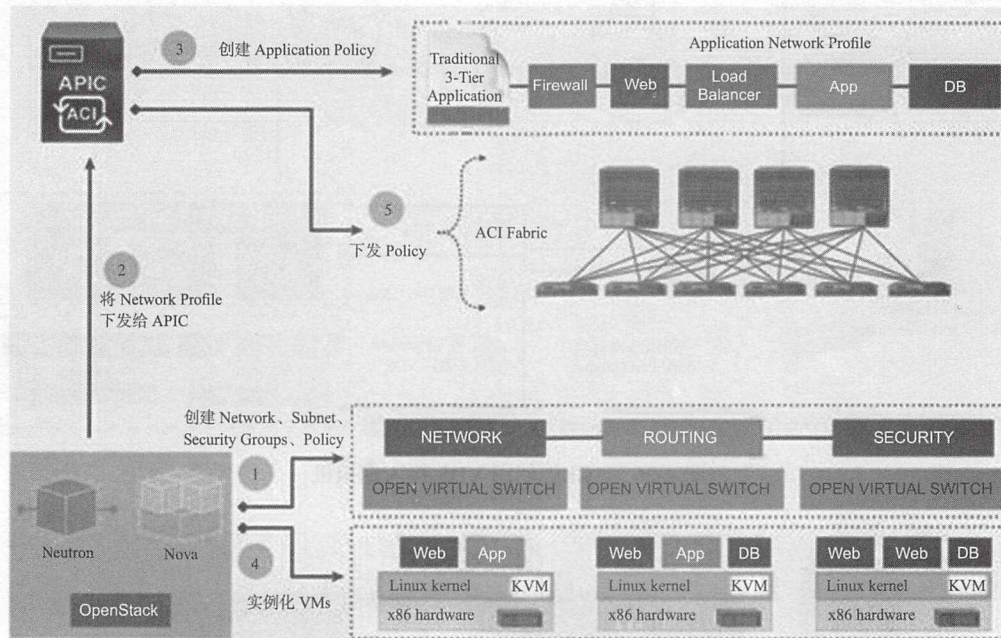 APIC
ACI
3
创建 Application Policy
Application Network Profile
Traditional
3-Tier
Application
Firewall
Web
Load
Balancer
App
DB
5
下发 Policy
ACI Fabric
2
将 Network Profile
下发给 APIC
创建 Network、Subnet、
Security Groups、Policy
1
NETWORK
ROUTING
SECURITY
OPEN VIRTUAL SWITCH
OPEN VIRTUAL SWITCH
OPEN VIRTUAL SWITCH
Neutron
Nova
OpenStack
4
实例化 VMs
Web
App
Linux kernel
KVM
x86 hardware
Web
App
DB
Linux kernel
KVM
x86 hardware
Web
Web
DB
Linux kernel
KVM
x86 hardware